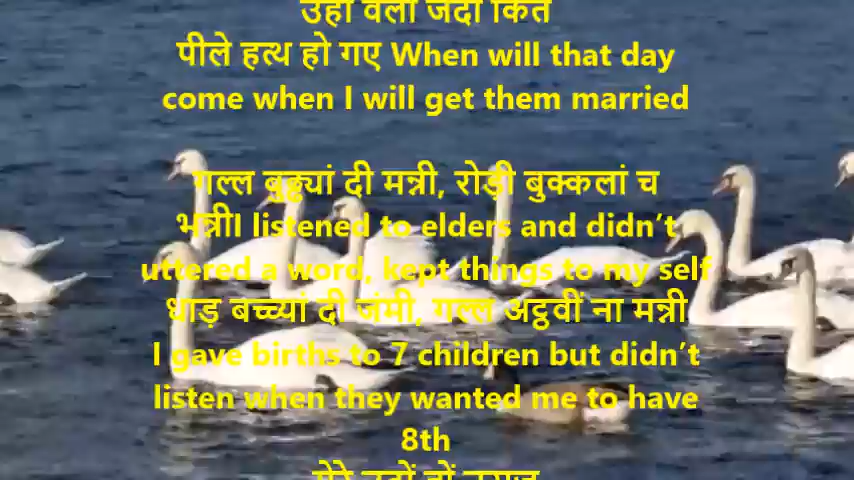 पीले हत्थ हो गए When will that day
come when I will get them married
गल्ल बुढ्ढ्यां दी मन्नी, रोड़ी बुक्कलां च
भन्नी। I listened to elders and didn't
uttered a word, kept things to my self
धाड़ बच्च्यां दी जंमी, गल्ल अट्ठवीं ना मन्नी
I gave births to 7 children but didn't
listen when they wanted me to have
8th